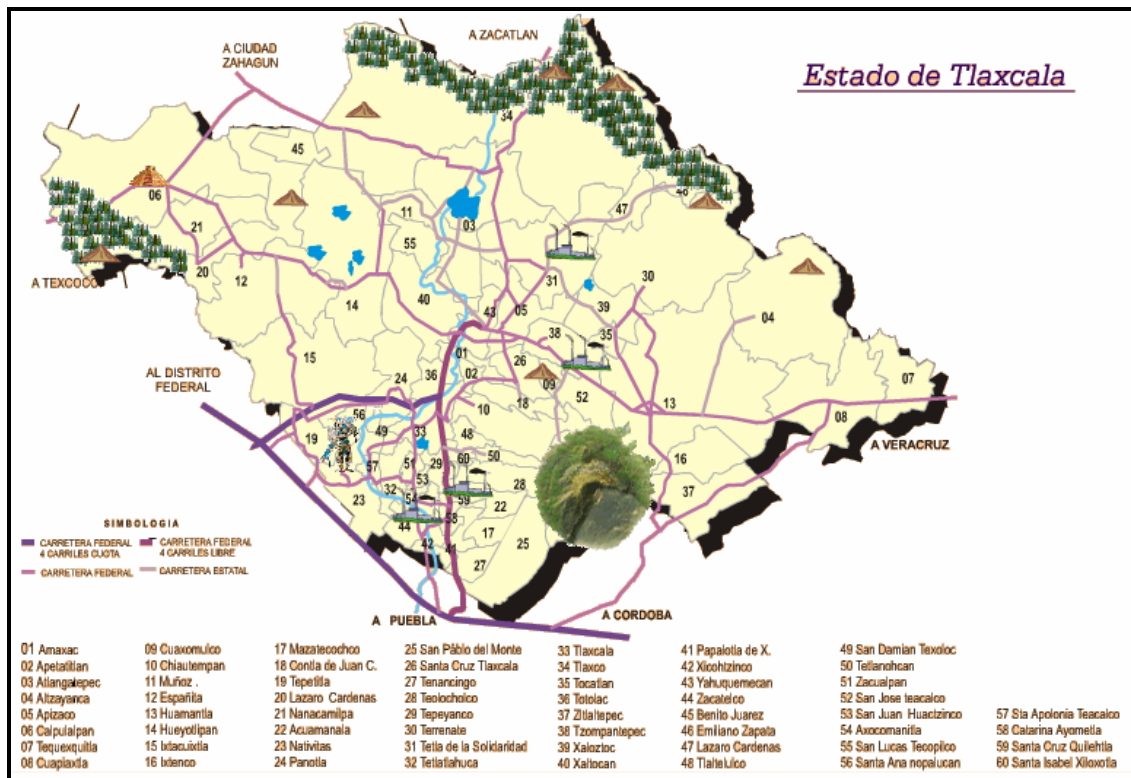 Estado de Tlaxcala
A ZACATLAN
A CIUDAD
ZAHAGUN
34
45
46
06
47
11
03
21
55
A TEXCOCO
20
12
31
30
40
14
39
43
05
04
38
35
15
01
26
AL DISTRITO
FEDERAL
36
02
09
07
24
52
18
10
13
56
08
19
49
33
48
A VERACRUZ
57
51
29
60
50
16
53
28
37
32
23
54
59
22
44
58
17
42
41
25
27
SIMBOLOGIA
CARRETERA FEDERAL
4 CARRILES CUOTA
CARRETERA FEDERAL
4 CARRILES LIBRE
CARRETERA FEDERAL
CARRETERA ESTATAL
A PUEBLA
A CORDOBA
01 Amaxac
02 Apetatitlan
03 Atlangatepec
04 Altzayanca
05 Apizaco
06 Calpulalpan
07 Tequexquitla
08 Cuapiaxtla
09 Cuaxomulco
10 Chiautempan
11 Muñoz .
12 Españita
13 Huamantla
14 Hueyotlipan
15 Ixtacuixtla
16 Ixtenco
17 Mazatecochco
18 Contla de Juan C.
19 Tepetitla
20 Lazaro Cardenas
21 Nanacamilpa
22 Acuamanala
23 Nativitas
24 Panotla
25 San Páblo del Monte
26 Santa Cruz Tlaxcala
27 Tenancingo
28 Teolocholco
29 Tepeyanco
30 Terrenate
31 Tetla de la Solidaridad
32 Tetlatlahuca
33 Tlaxcala
34 Tlaxco
35 Tocatlan
36 Totolac
37 Zitlaltepec
38 Tzompantepec
39 Xaloztoc
40 Xaltocan
41 Papalotla de X.
42 Xicohtzinco
43 Yahuquemecan
44 Zacatelco
45 Benito Juarez
46 Emiliano Zapata
47 Lazaro Cardenas
48 Tlaltelulco
49 San Damian Texoloc
50 Tetlanohcan
51 Zacualpan
52 San Jose teacalco
53 San Juan Huactzinco
54 Axocomanitla
55 San Lucas Tecopilco
56 Santa Ana nopalucan
57 Sta Apolonia Teacalco
58 Catarina Ayometla
59 Santa Cruz Quilehtla
60 Santa Isabel Xiloxotla